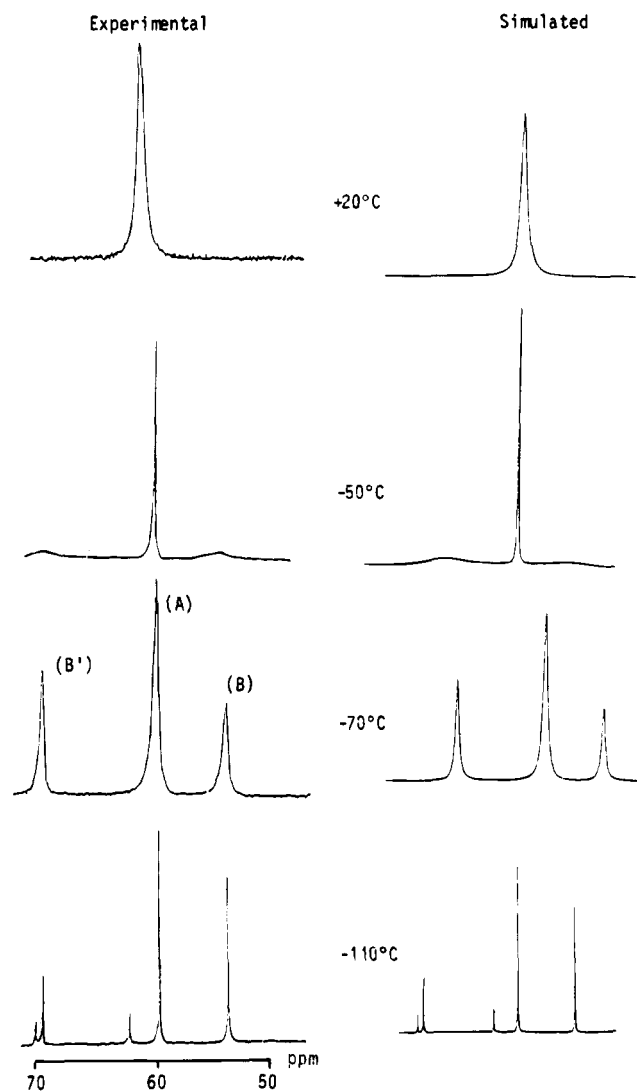 Experimental
Simulated
+20°C
-50°C
(A)
(B')
(B)
-70°C
-110°C
ppm
70
60
50